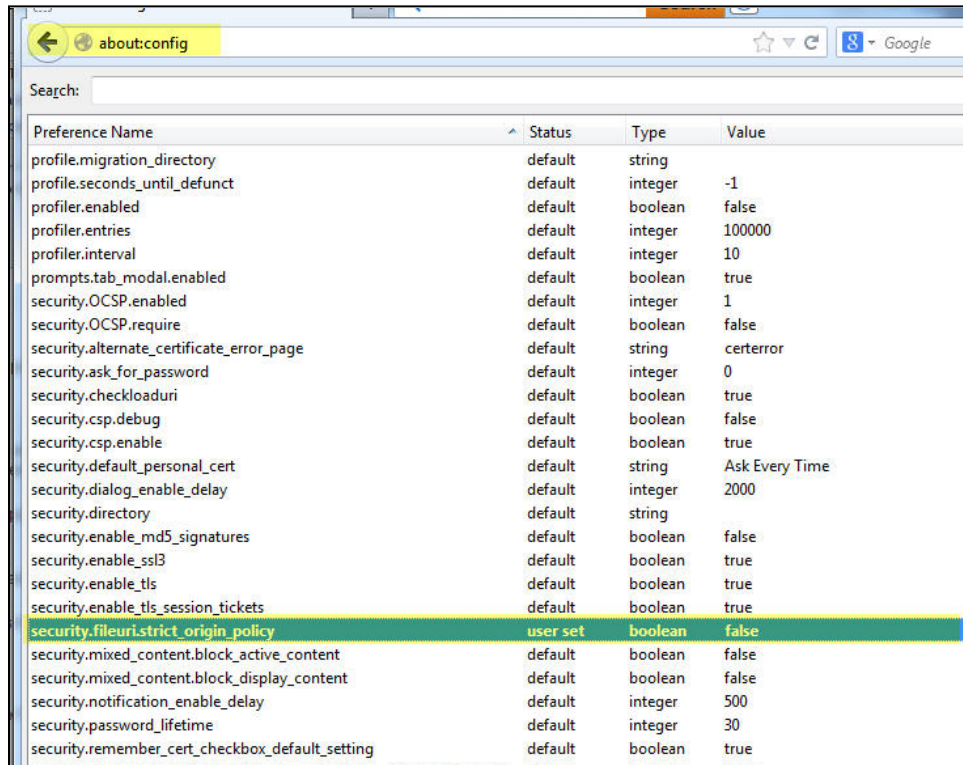 about:config
Google
Search:
Preference Name Status Type Value
profile.migration_directory default string
profile.seconds_until_defunct default integer -1
profiler.enabled default boolean false
profiler.entries default integer 100000
profiler.interval default integer 10
prompts.tab_modal.enabled default boolean true
security.OCSP.enabled default integer 1
security.OCSP.require default boolean false
security.alternate_certificate_error_page default string certerror
security.ask_for_password default integer 0
security.checkloaduri default boolean true
security.csp.debug default boolean false
security.csp.enable default boolean true
security.default_personal_cert default string Ask Every Time
security.dialog_enable_delay default integer 2000
security.directory default string
security.enable_md5_signatures default boolean false
security.enable_ssl3 default boolean true
security.enable_tls default boolean true
security.enable_tls_session_tickets default boolean true
security.fileuri.strict_origin_policy user set boolean false
security.mixed_content.block_active_content default boolean false
security.mixed_content.block_display_content default boolean false
security.notification_enable_delay default integer 500
security.password_lifetime default integer 30
security.remember_cert_checkbox_default_setting default boolean true